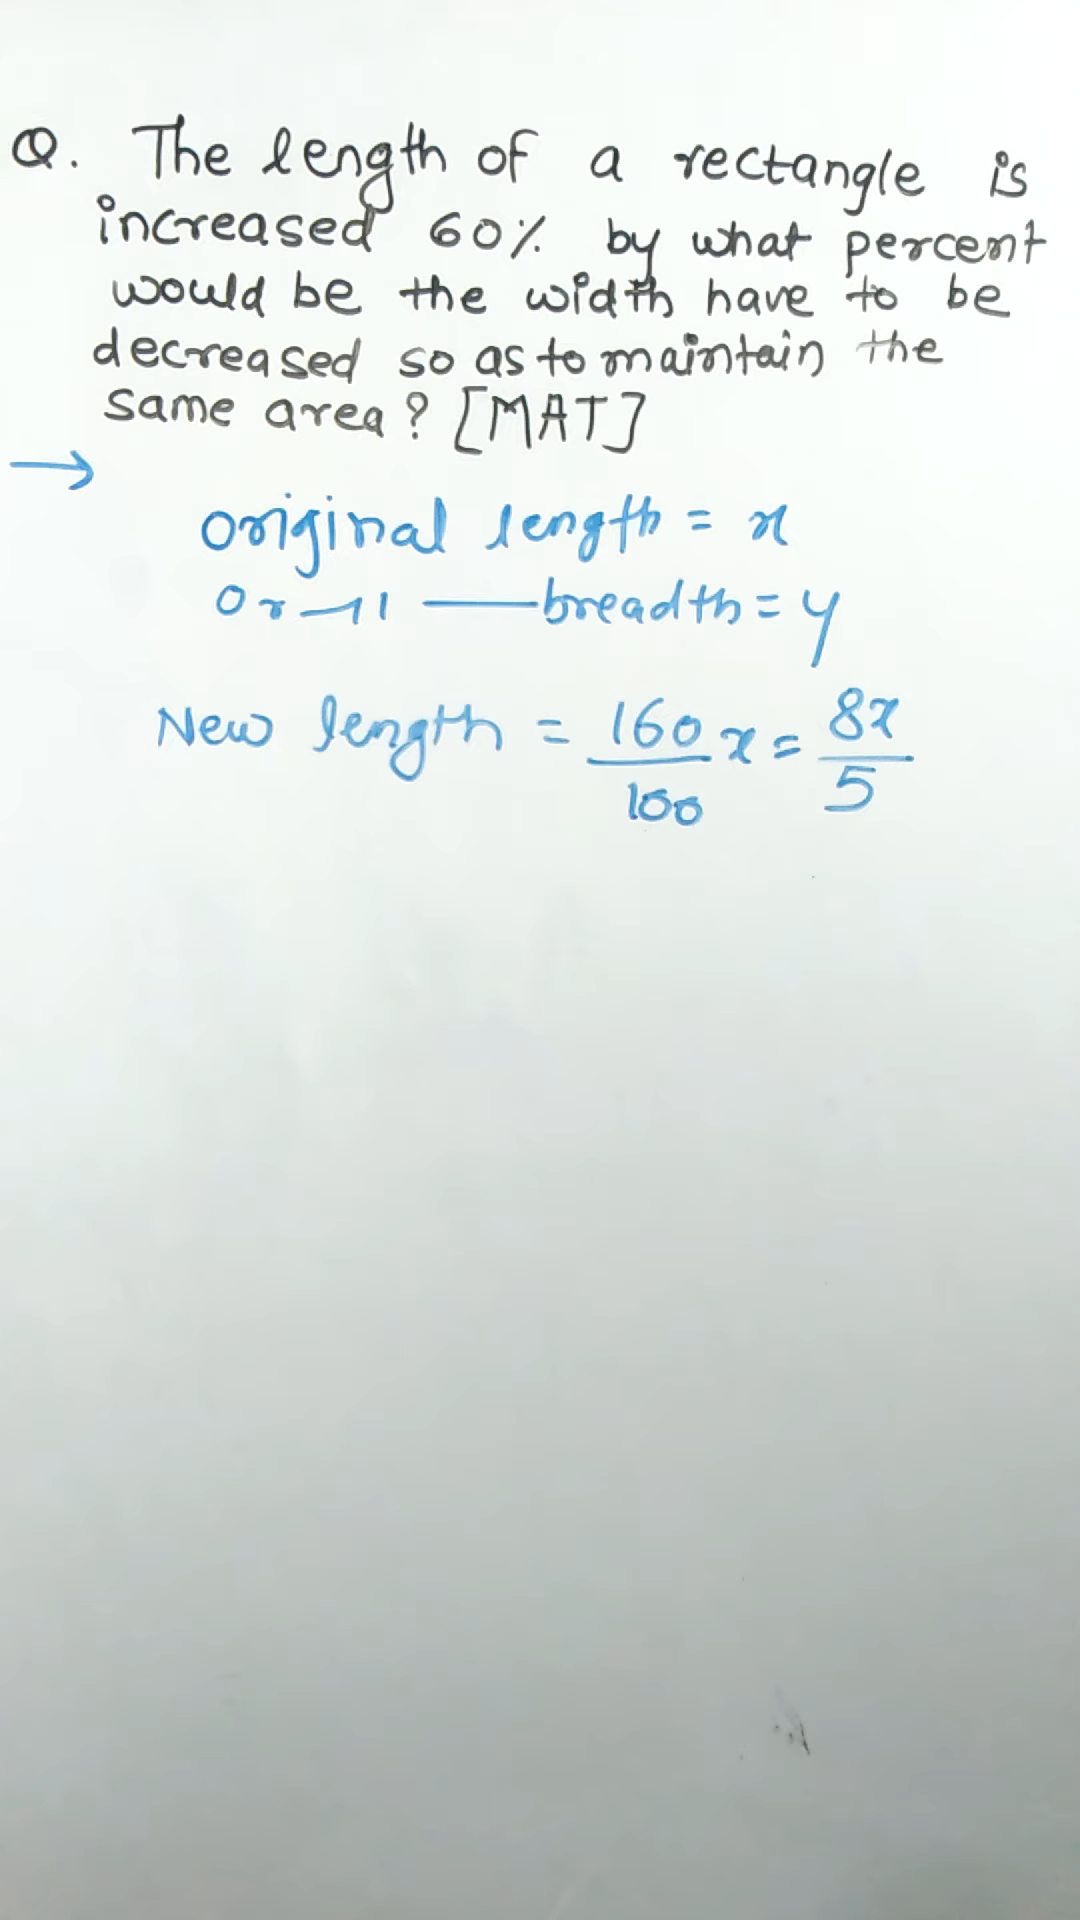 Q. The length of a rectangle is
increased 60% by what percent
would be the width have to be
decreased so as to maintain the
same area? [MAT]
→
original length = x
Or–11 — breadth = y
New length = 160/100 x = 8x/5